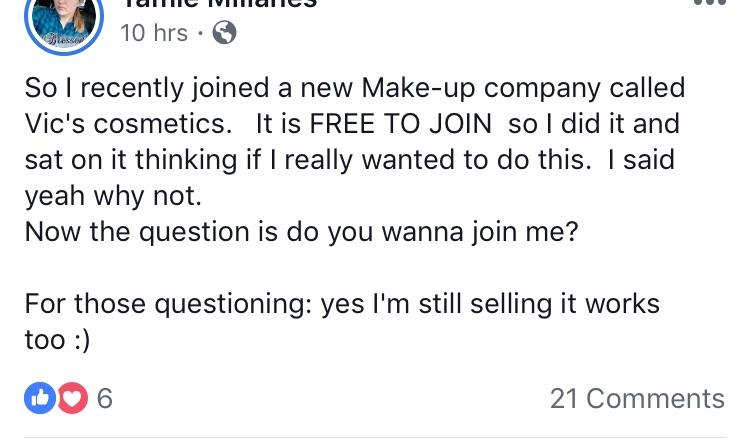 10 hrs ·
So I recently joined a new Make-up company called
Vic's cosmetics.   It is FREE TO JOIN  so I did it and
sat on it thinking if I really wanted to do this.  I said
yeah why not.
Now the question is do you wanna join me?
For those questioning: yes I'm still selling it works
too :)
6
21 Comments